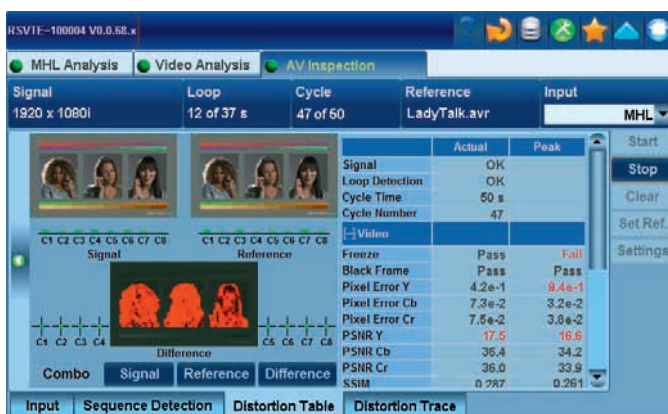 RSVTE-100004 V0.0.68.x
MHL Analysis Video Analysis AV Inspection
Signal Loop Cycle Reference Input
1920 x 1080i 12 of 37 s 47 of 50 LadyTalk.avr MHL
Actual Peak
Signal OK
Loop Detection OK
Cycle Time 50 s
Cycle Number 47
[-] Video
Freeze Pass Fail
Black Frame Pass Pass
Pixel Error Y 4.2e-1 9.4e-1
Pixel Error Cb 7.3e-2 3.2e-2
Pixel Error Cr 7.5e-2 3.8e-2
PSNR Y 17.5 16.6
PSNR Cb 35.4 34.2
PSNR Cr 36.0 33.9
SSIM 0.287 0.261
C1 C2 C3 C4 C5 C6 C7 C8
Signal
C1 C2 C3 C4 C5 C6 C7 C8
Reference
C1 C2 C3 C4
C5 C6 C7 C8
Difference
Combo Signal Reference Difference
Start
Stop
Clear
Set Ref.
Settings
Input Sequence Detection Distortion Table Distortion Trace